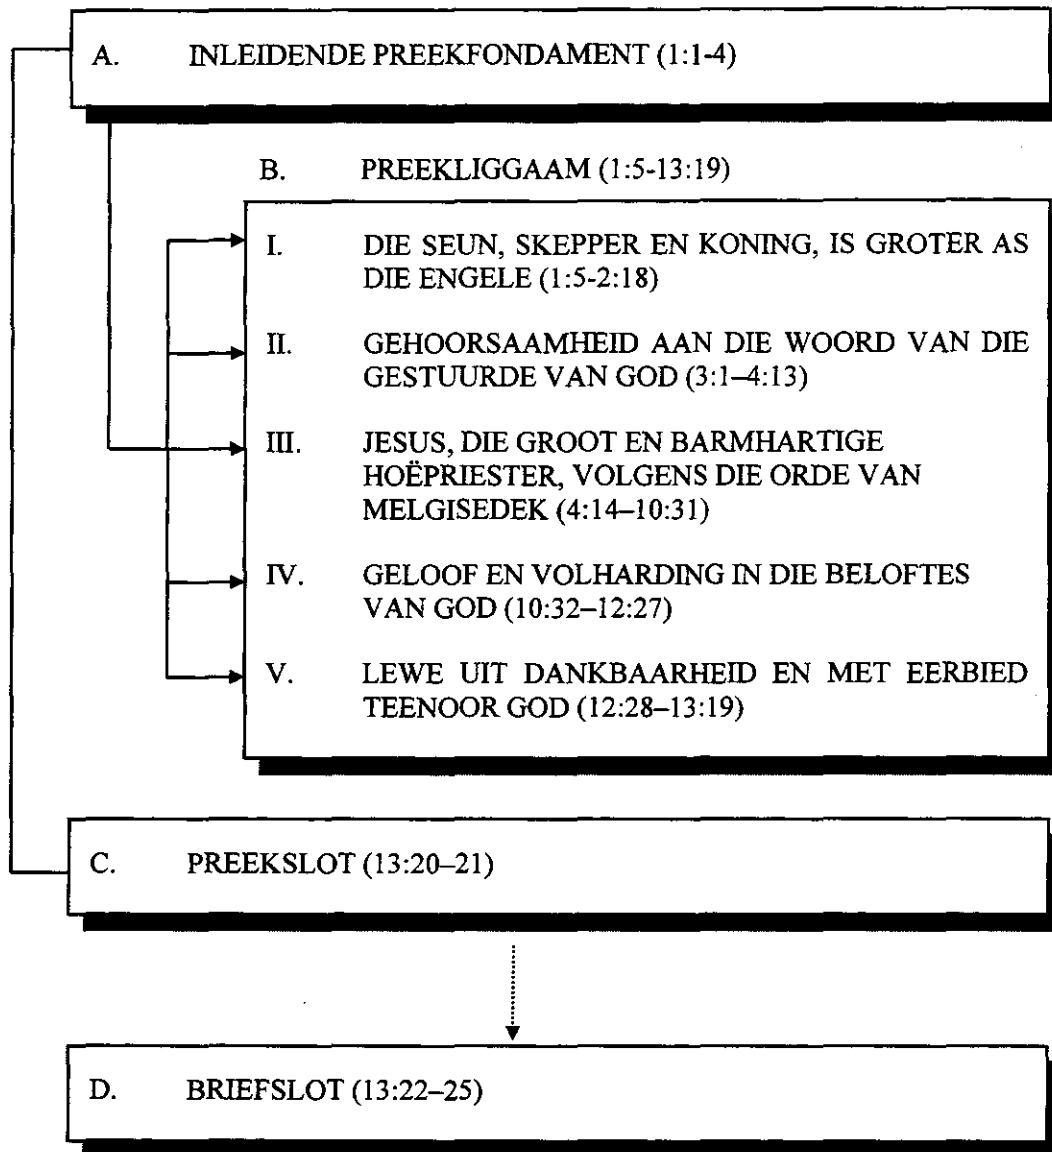 A. INLEIDENDE PREEKFONDAMENT (1:1-4)
B. PREEKLIGGAAM (1:5-13:19)
I. DIE SEUN, SKEPPER EN KONING, IS GROTER AS
DIE ENGELE (1:5-2:18)
II. GEHOORSAAMHEID AAN DIE WOORD VAN DIE
GESTUURDE VAN GOD (3:1–4:13)
III. JESUS, DIE GROOT EN BARMHARTIGE
HOËPRIESTER, VOLGENS DIE ORDE VAN
MELGISEDEK (4:14–10:31)
IV. GELOOF EN VOLHARDING IN DIE BELOFTES
VAN GOD (10:32–12:27)
V. LEWE UIT DANKBAARHEID EN MET EERBIED
TEENOOR GOD (12:28–13:19)
C. PREEKSLOT (13:20–21)
D. BRIEFSLOT (13:22–25)